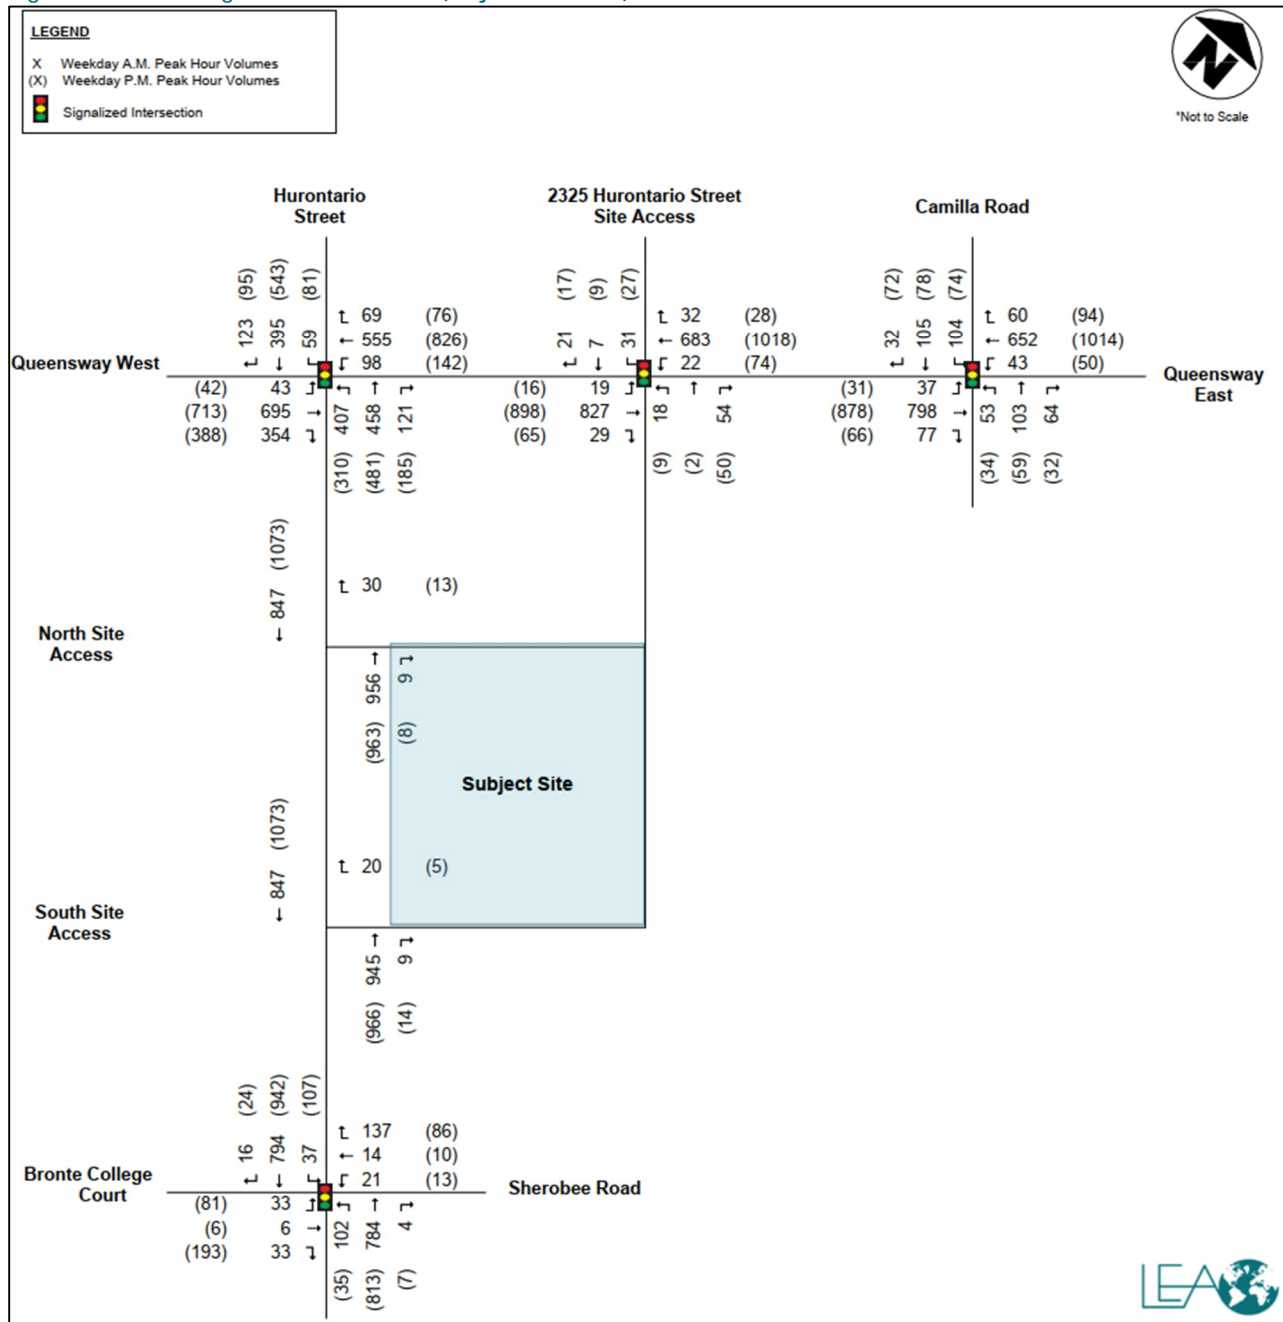 LEGEND
X Weekday A.M. Peak Hour Volumes
(X) Weekday P.M. Peak Hour Volumes
Signalized Intersection
N
*Not to Scale
Hurontario
Street
2325 Hurontario Street
Site Access
Camilla Road
(95) (543) (81)
123 395 59
69 (76)
555 (826)
98 (142)
(17) (9) (27)
21 7 31
32 (28)
683 (1018)
22 (74)
(72) (78) (74)
32 105 104
60 (94)
652 (1014)
43 (50)
Queensway West
Queensway
East
(42) 43
(713) 695
(388) 354
407 458 121
(310) (481) (185)
(16) 19
(898) 827
(65) 29
18 54
(9) (2) (50)
(31) 37
(878) 798
(66) 77
53 103 64
(34) (59) (32)
847 (1073)
30 (13)
North Site
Access
956 9
(963) (8)
Subject Site
847 (1073)
20 (5)
South Site
Access
945 9
(966) (14)
(24) (942) (107)
16 794 37
137 (86)
14 (10)
21 (13)
Bronte College
Court
Sherobee Road
(81) 33
(6) 6
(193) 33
102 784 4
(35) (813) (7)
LEA